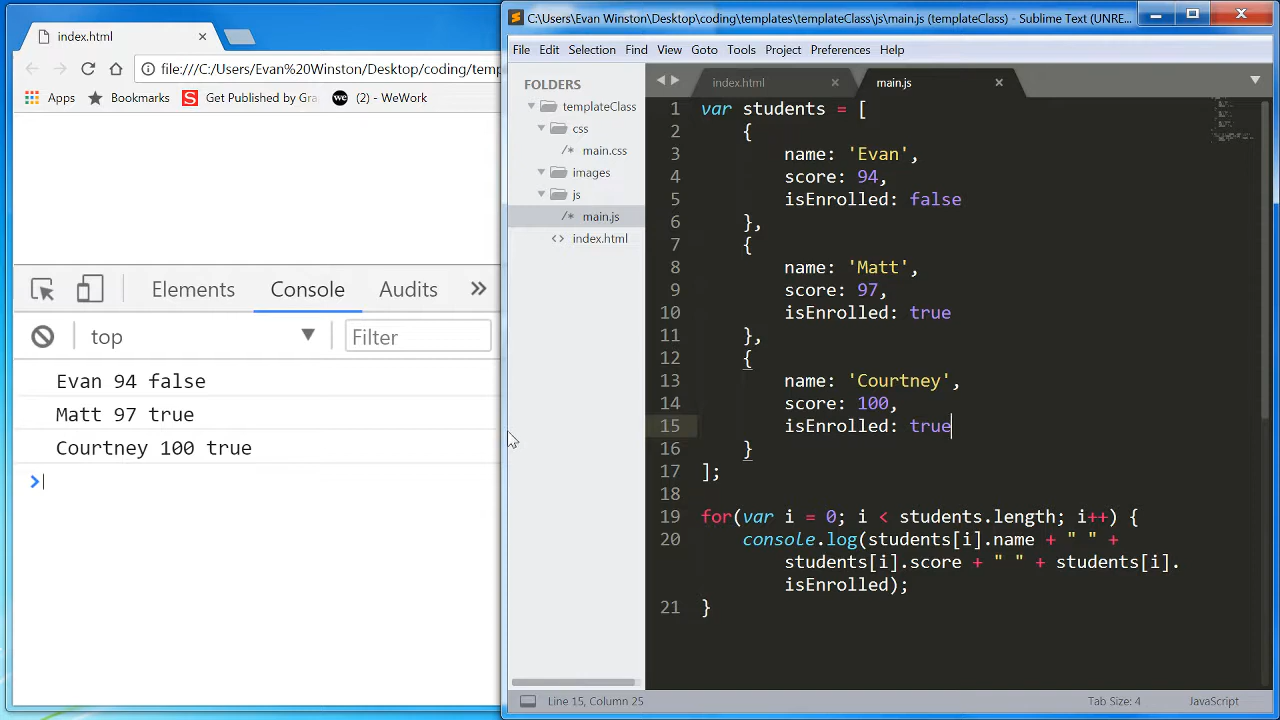 index.html
file:///C:/Users/Evan%20Winston/Desktop/coding/temp
Apps Bookmarks Get Published by Gra - WeWork
Elements Console Audits »
top Filter
Evan 94 false
Matt 97 true
Courtney 100 true
>
C:\Users\Evan Winston\Desktop\coding\templates\templateClass\js\main.js (templateClass) - Sublime Text (UNRE...
File Edit Selection Find View Goto Tools Project Preferences Help
FOLDERS
templateClass
css
/* main.css
images
js
/* main.js
<> index.html
index.html main.js
1 var students = [
2 {
3 name: 'Evan',
4 score: 94,
5 isEnrolled: false
6 },
7 {
8 name: 'Matt',
9 score: 97,
10 isEnrolled: true
11 },
12 {
13 name: 'Courtney',
14 score: 100,
15 isEnrolled: true
16 }
17 ];
18
19 for(var i = 0; i < students.length; i++) {
20 console.log(students[i].name + " " +
students[i].score + " " + students[i].
isEnrolled);
21 }
Line 15, Column 25 Tab Size: 4 JavaScript